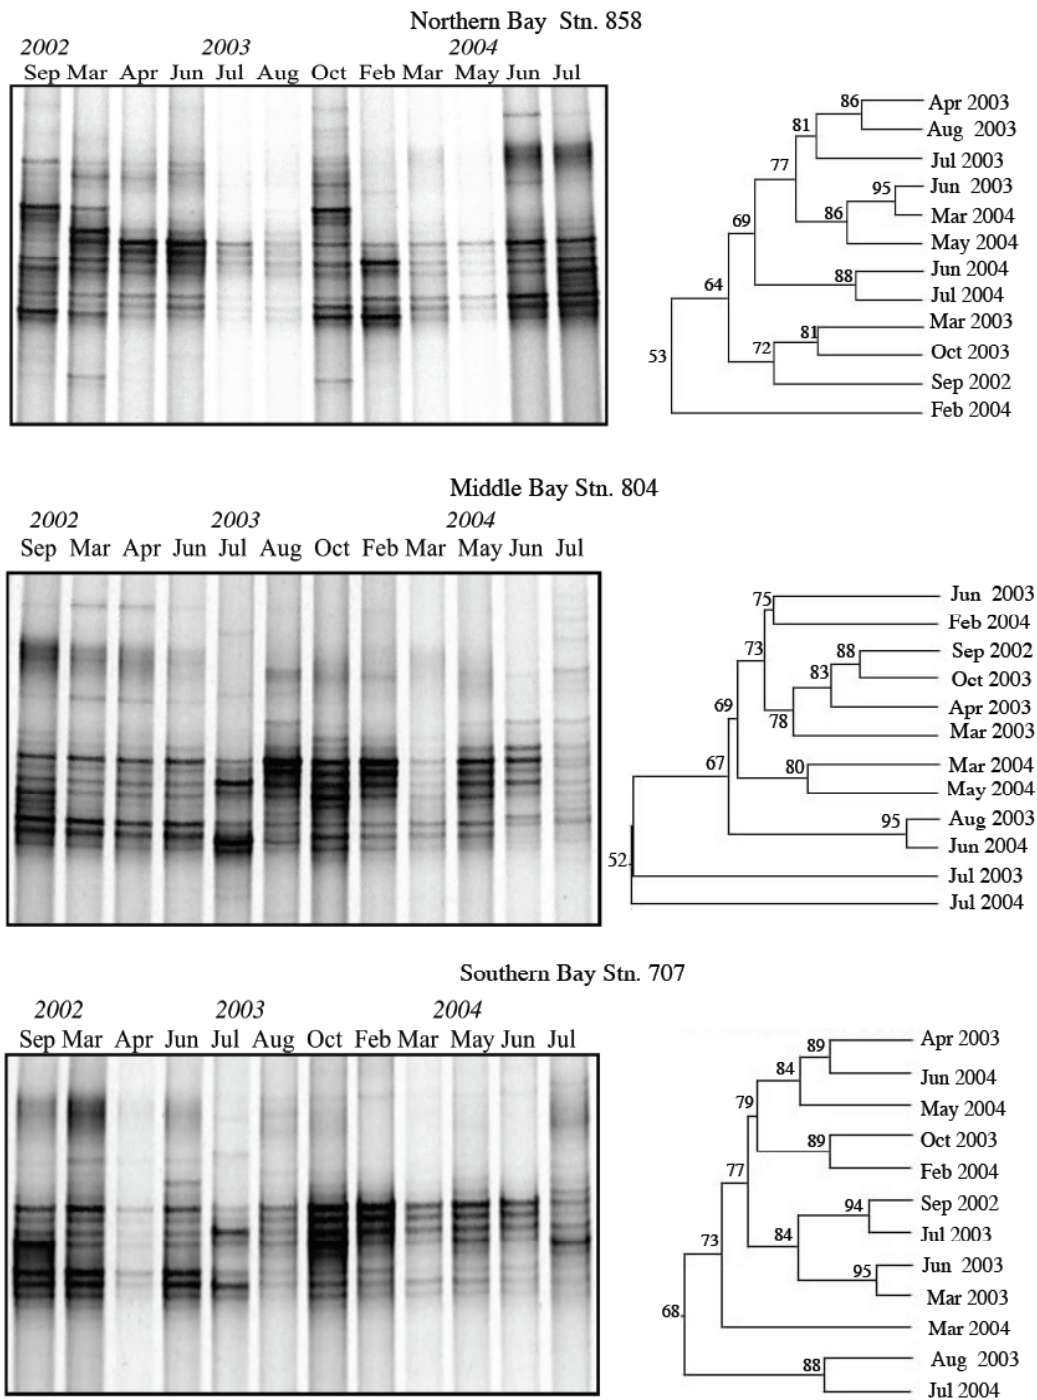 Northern Bay Stn. 858
2002 2003 2004
Sep Mar Apr Jun Jul Aug Oct Feb Mar May Jun Jul
86 Apr 2003
81 Aug 2003
77 Jul 2003
95 Jun 2003
86 Mar 2004
69 May 2004
88 Jun 2004
64 Jul 2004
81 Mar 2003
53 72 Oct 2003
Sep 2002
Feb 2004
Middle Bay Stn. 804
2002 2003 2004
Sep Mar Apr Jun Jul Aug Oct Feb Mar May Jun Jul
75 Jun 2003
Feb 2004
73 88 Sep 2002
83 Oct 2003
69 Apr 2003
78 Mar 2003
67 80 Mar 2004
May 2004
95 Aug 2003
Jun 2004
52 Jul 2003
Jul 2004
Southern Bay Stn. 707
2002 2003 2004
Sep Mar Apr Jun Jul Aug Oct Feb Mar May Jun Jul
89 Apr 2003
84 Jun 2004
79 May 2004
89 Oct 2003
77 Feb 2004
94 Sep 2002
73 84 Jul 2003
95 Jun 2003
68 Mar 2003
Mar 2004
88 Aug 2003
Jul 2004